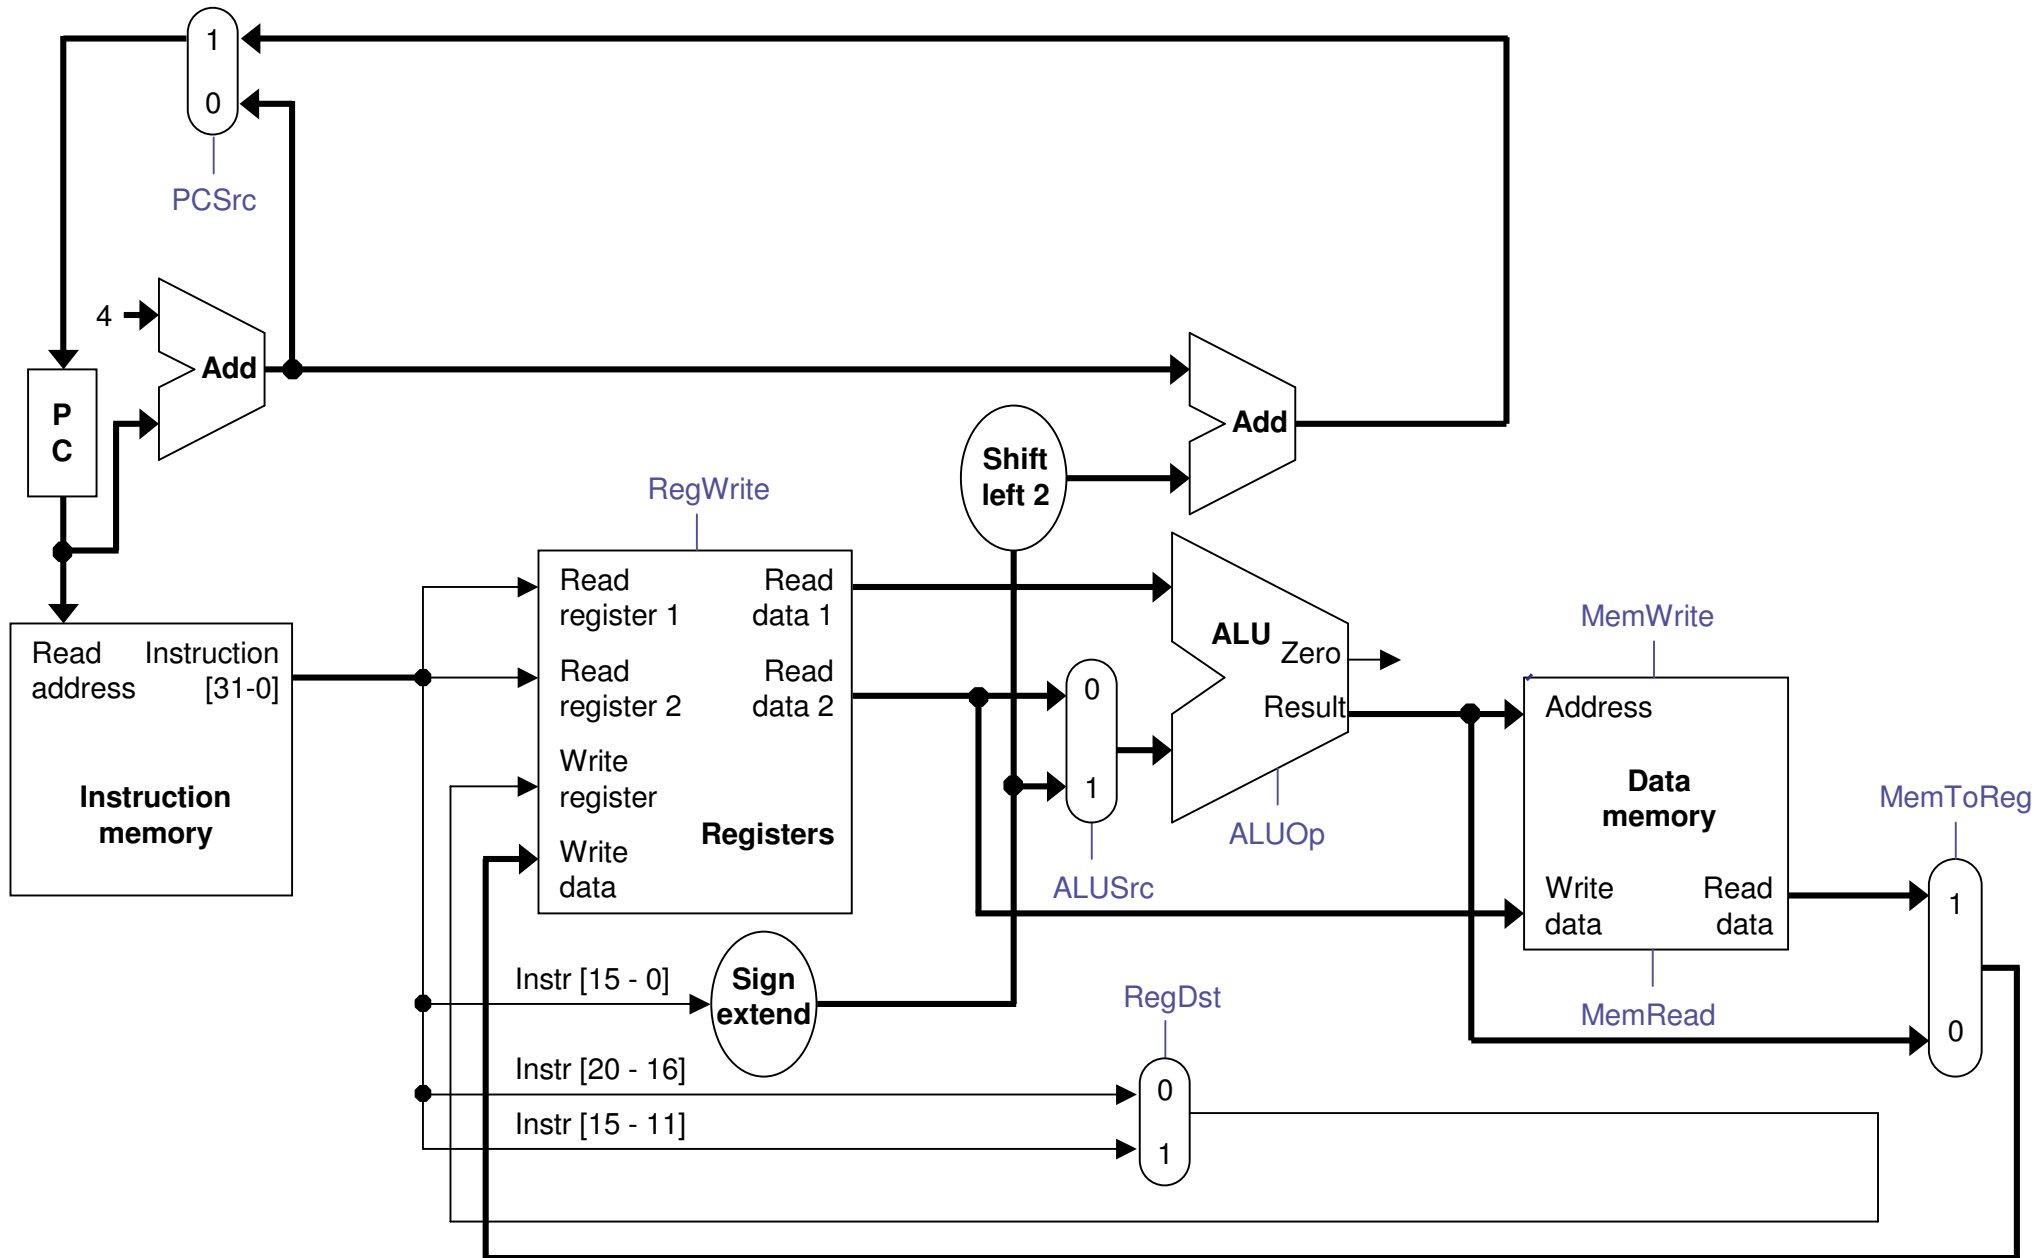 1
0
PCSrc
4
Add
P
C
Shift
left 2
Add
RegWrite
Read
register 1
Read
data 1
Read
register 2
Read
data 2
Write
register
Write
data
Registers
Read
address
Instruction
[31-0]
Instruction
memory
0
1
ALUSrc
ALU
Zero
Result
ALUOp
MemWrite
Address
Data
memory
Write
data
Read
data
MemRead
MemToReg
1
0
Instr [15 - 0]
Sign
extend
Instr [20 - 16]
Instr [15 - 11]
RegDst
0
1